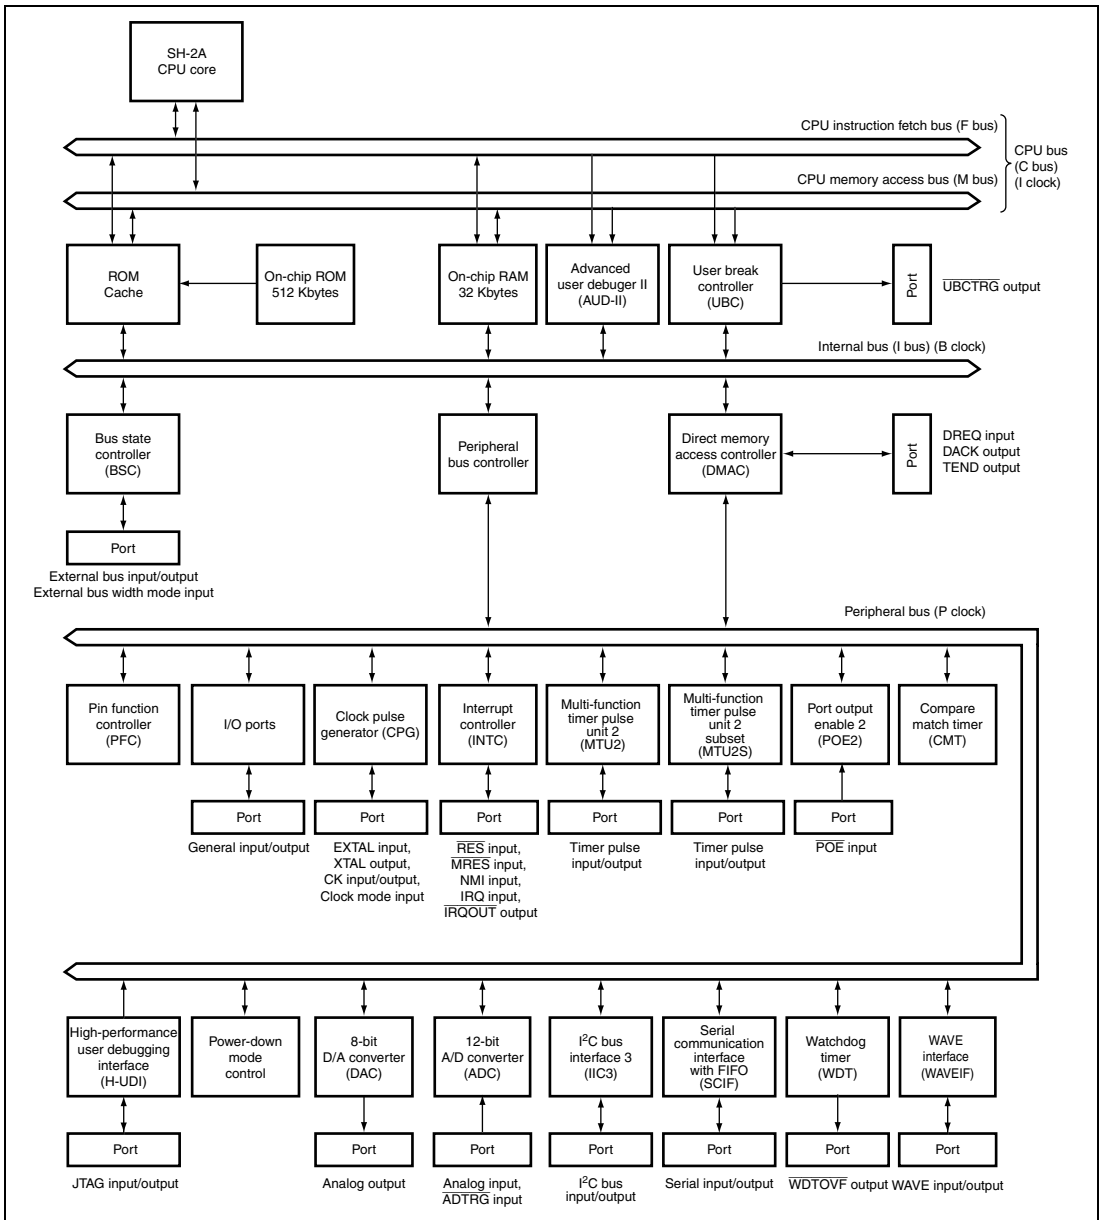 SH-2A
CPU core
CPU instruction fetch bus (F bus)
CPU bus
(C bus)
(I clock)
CPU memory access bus (M bus)
ROM
Cache
On-chip ROM
512 Kbytes
On-chip RAM
32 Kbytes
Advanced
user debuger II
(AUD-II)
User break
controller
(UBC)
Port
UBCTRG output
Internal bus (I bus) (B clock)
Bus state
controller
(BSC)
Peripheral
bus controller
Direct memory
access controller
(DMAC)
Port
DREQ input
DACK output
TEND output
Port
External bus input/output
External bus width mode input
Peripheral bus (P clock)
Pin function
controller
(PFC)
I/O ports
Clock pulse
generator (CPG)
Interrupt
controller
(INTC)
Multi-function
timer pulse
unit 2
(MTU2)
Multi-function
timer pulse
unit 2
subset
(MTU2S)
Port output
enable 2
(POE2)
Compare
match timer
(CMT)
Port
General input/output
Port
EXTAL input,
XTAL output,
CK input/output,
Clock mode input
Port
RES input,
MRES input,
NMI input,
IRQ input,
IRQOUT output
Port
Timer pulse
input/output
Port
Timer pulse
input/output
Port
POE input
High-performance
user debugging
interface
(H-UDI)
Power-down
mode
control
8-bit
D/A converter
(DAC)
12-bit
A/D converter
(ADC)
I²C bus
interface 3
(IIC3)
Serial
communication
interface
with FIFO
(SCIF)
Watchdog
timer
(WDT)
WAVE
interface
(WAVEIF)
Port
JTAG input/output
Port
Analog output
Port
Analog input,
ADTRG input
Port
I²C bus
input/output
Port
Serial input/output
Port
WDTOVF output
Port
WAVE input/output